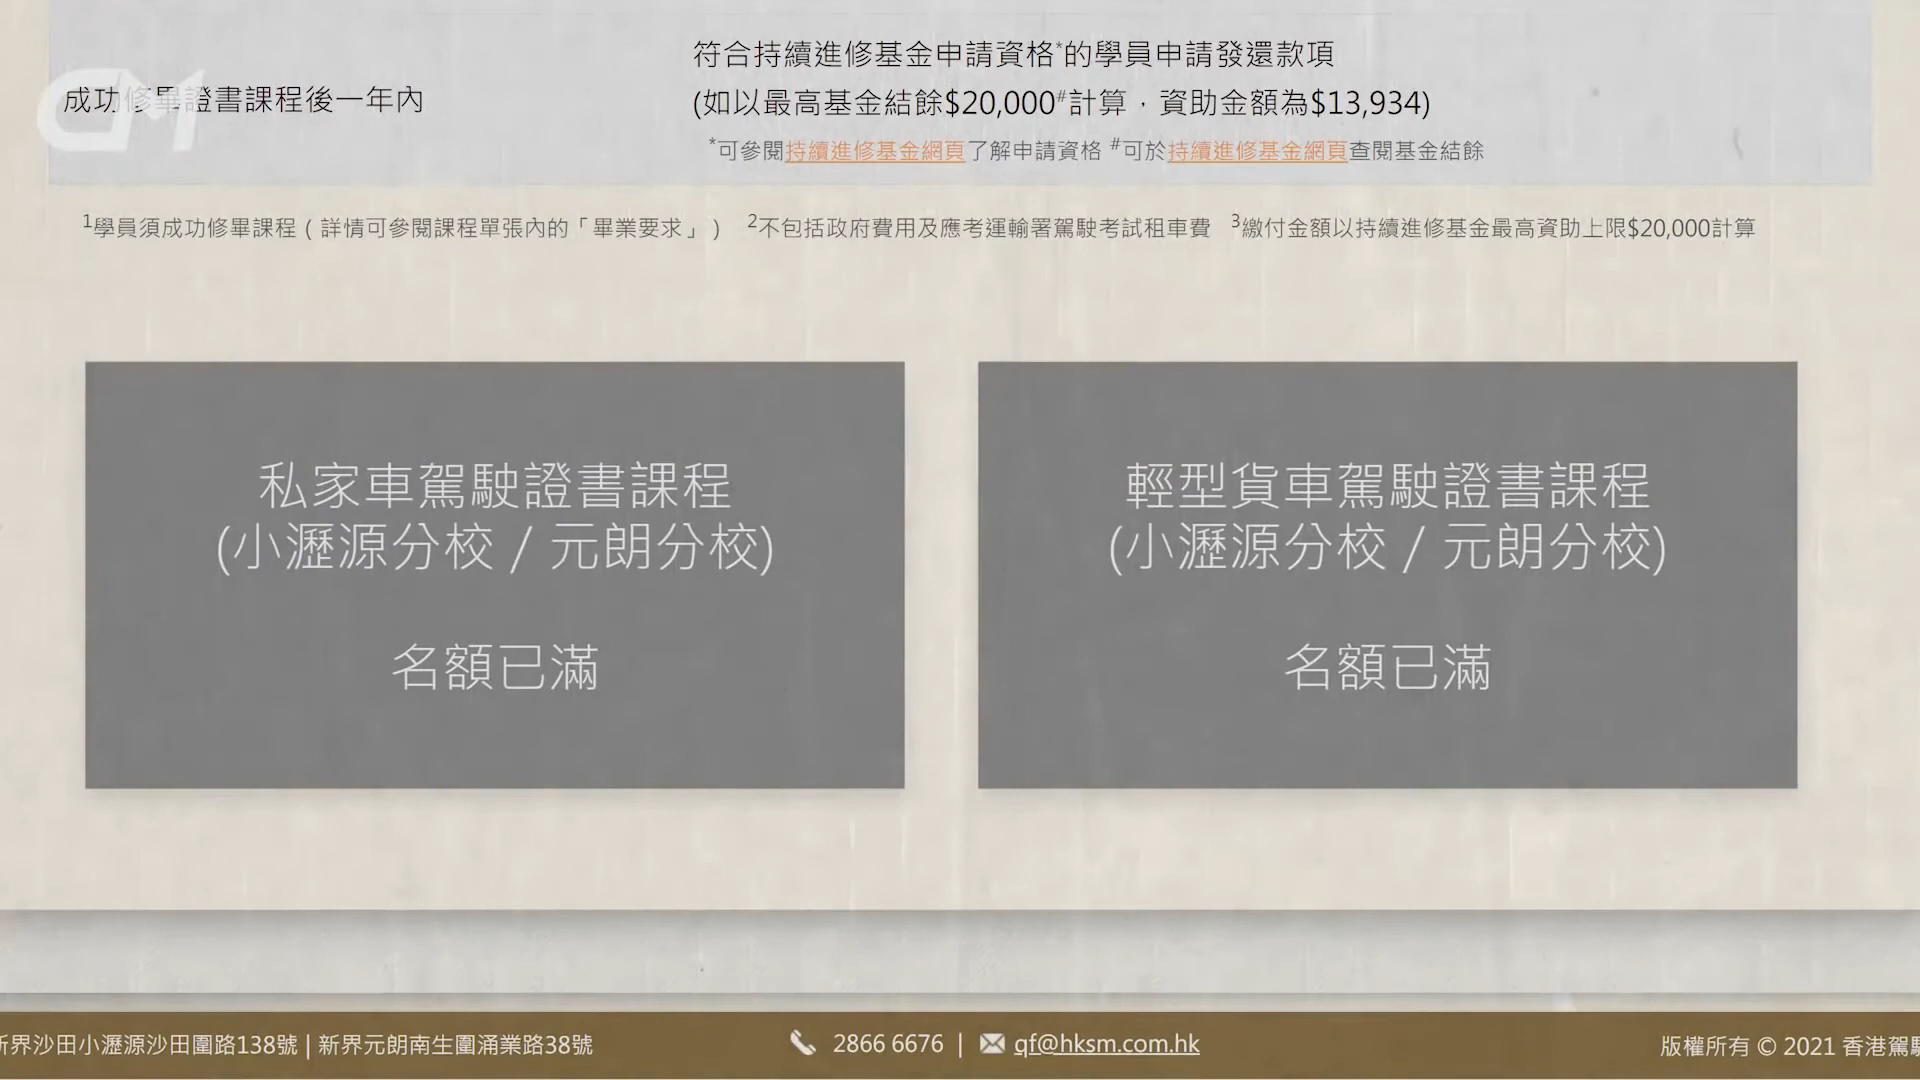 符合持續進修基金申請資格*的學員申請發還款項
成功修畢證書課程後一年內
(如以最高基金結餘$20,000#計算，資助金額為$13,934)
*可參閱持續進修基金網頁了解申請資格 #可於持續進修基金網頁查閱基金結餘
1學員須成功修畢課程（詳情可參閱課程單張內的「畢業要求」） 2不包括政府費用及應考運輸署駕駛考試租車費 3繳付金額以持續進修基金最高資助上限$20,000計算
私家車駕駛證書課程
(小瀝源分校 / 元朗分校)
名額已滿
輕型貨車駕駛證書課程
(小瀝源分校 / 元朗分校)
名額已滿
新界沙田小瀝源沙田圍路138號 | 新界元朗南生圍涌業路38號
2866 6676 | qf@hksm.com.hk
版權所有 © 2021 香港駕